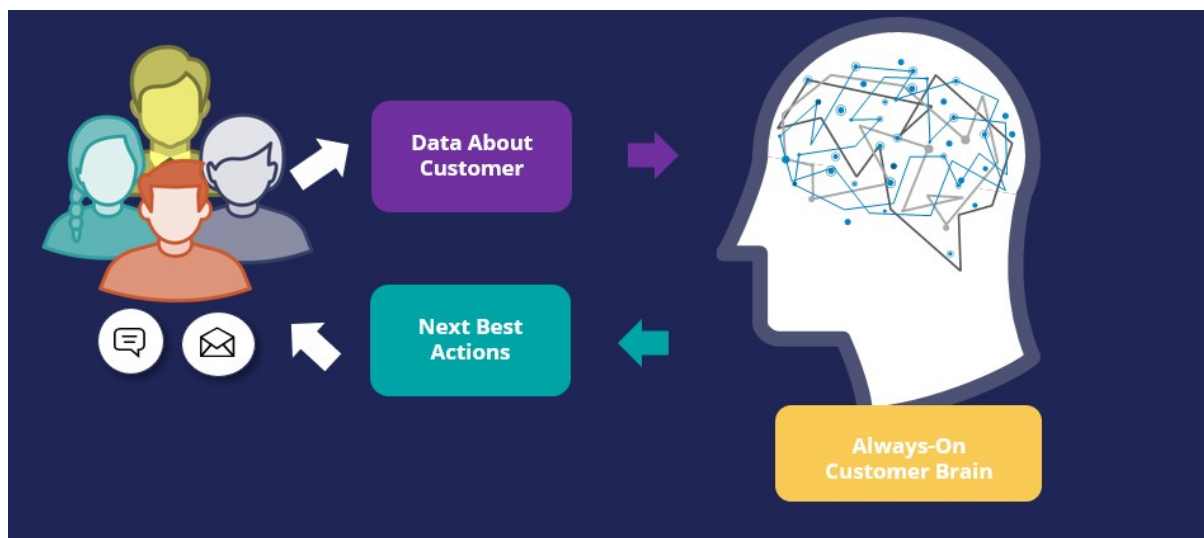 Data About
Customer
Next Best
Actions
Always-On
Customer Brain